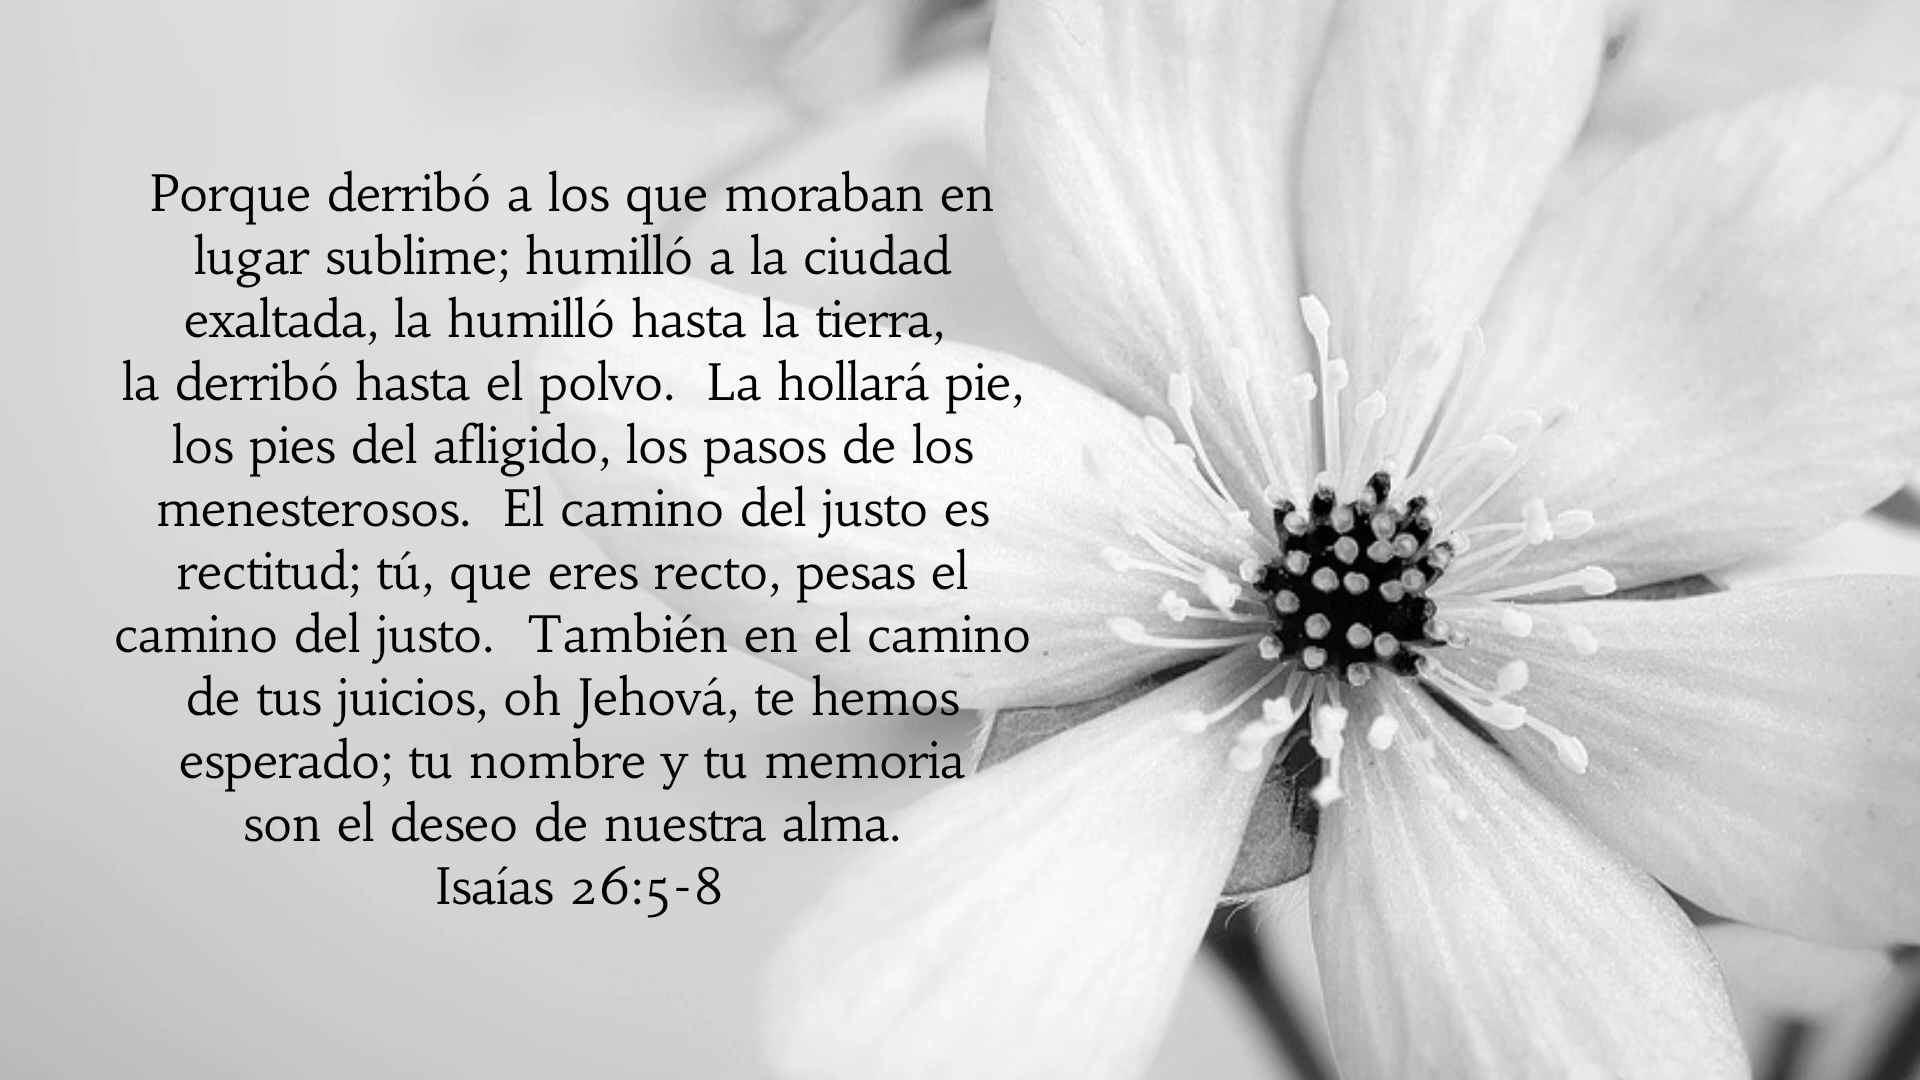 Porque derribó a los que moraban en
lugar sublime; humilló a la ciudad
exaltada, la humilló hasta la tierra,
la derribó hasta el polvo.  La hollará pie,
los pies del afligido, los pasos de los
menesterosos.  El camino del justo es
rectitud; tú, que eres recto, pesas el
camino del justo.  También en el camino
de tus juicios, oh Jehová, te hemos
esperado; tu nombre y tu memoria
son el deseo de nuestra alma.
Isaías 26:5-8